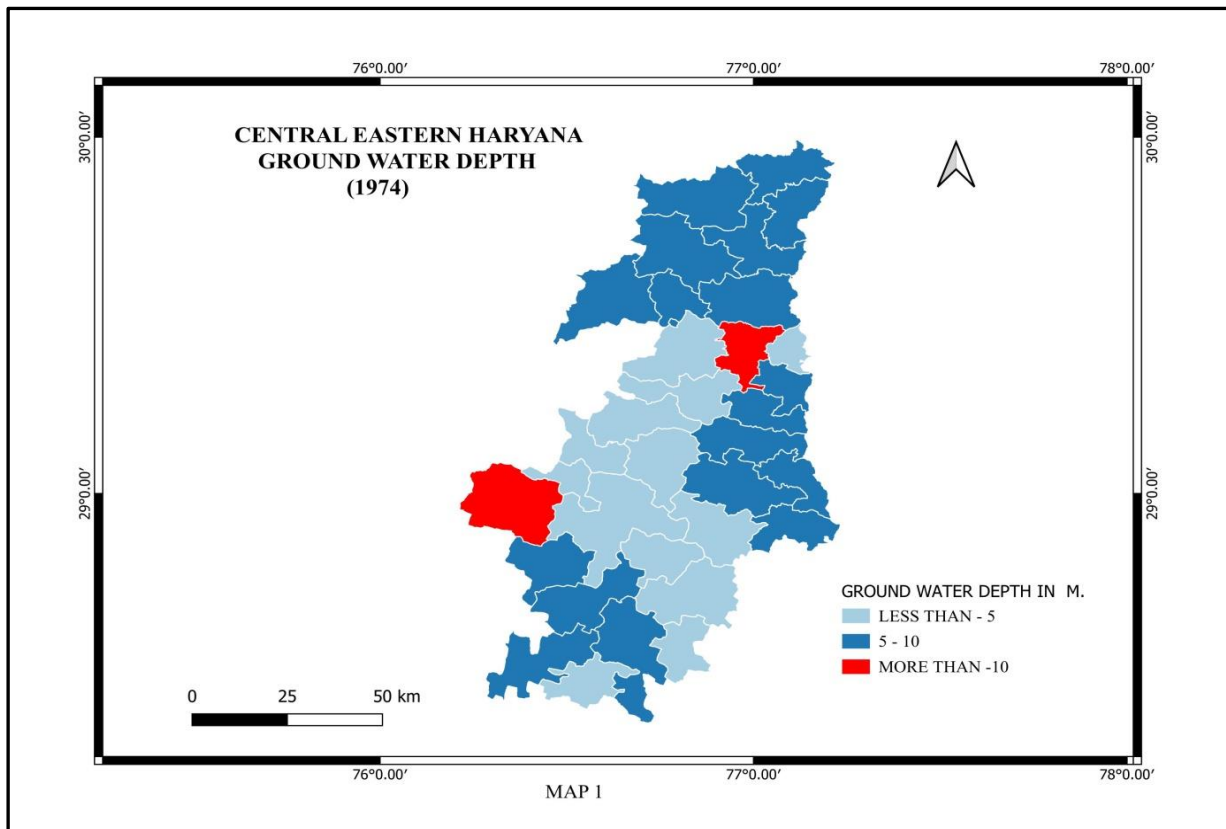 76°0.00' 77°0.00' 78°0.00'
30°0.00' 30°0.00'
CENTRAL EASTERN HARYANA
GROUND WATER DEPTH
(1974)
29°0.00' 29°0.00'
GROUND WATER DEPTH IN M.
LESS THAN - 5
5 - 10
MORE THAN -10
0 25 50 km
76°0.00' 77°0.00' 78°0.00'
MAP 1